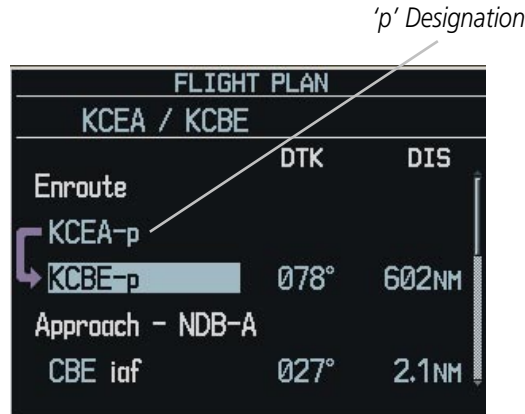 ‘p’ Designation
FLIGHT PLAN
KCEA / KCBE
DTK DIS
Enroute
KCEA-p
KCBE-p 078° 602NM
Approach - NDB-A
CBE iaf 027° 2.1NM